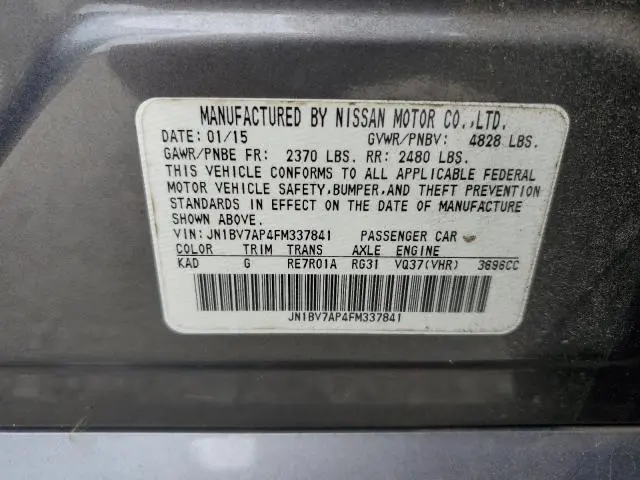 MANUFACTURED BY NISSAN MOTOR CO.,LTD.
DATE: 01/15 GVWR/PNBV: 4828 LBS.
GAWR/PNBE FR: 2370 LBS. RR: 2480 LBS.
THIS VEHICLE CONFORMS TO ALL APPLICABLE FEDERAL
MOTOR VEHICLE SAFETY,BUMPER,AND THEFT PREVENTION
STANDARDS IN EFFECT ON THE DATE OF MANUFACTURE
SHOWN ABOVE.
VIN:JN1BV7AP4FM337841 PASSENGER CAR
COLOR TRIM TRANS AXLE ENGINE
KAD G RE7R01A RG31 VQ37(VHR) 3696CC
JN1BV7AP4FM337841